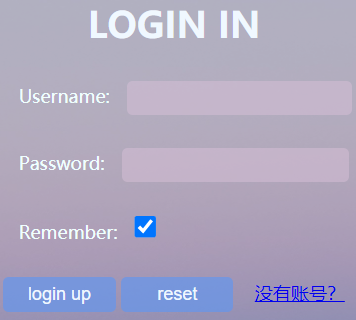 LOGIN IN
Username:
Password:
Remember:
login up reset 没有账号？